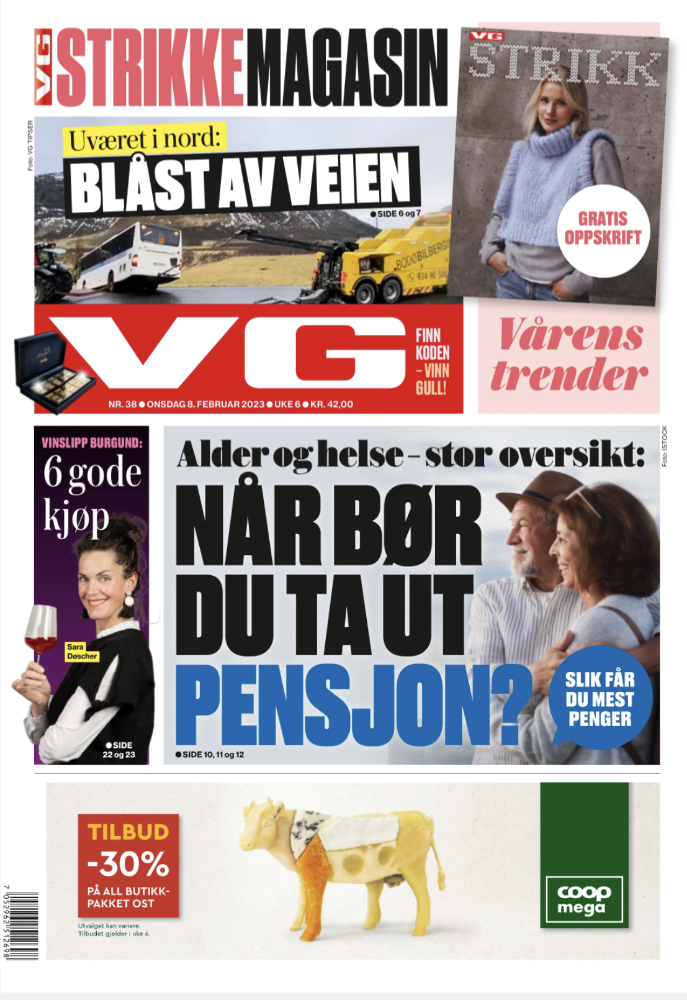 VG
STRIKKEMAGASIN
VG
STRIKK
GRATIS
OPPSKRIFT
Vårens
trender
Foto: VG TIPSER
Uværet i nord:
BLÅST AV VEIEN
● SIDE 6 og 7
BODØ BILBERGI
934 90 500
VG
FINN
KODEN
– VINN
GULL!
NR. 38 ● ONSDAG 8. FEBRUAR 2023 ● UKE 6 ● KR. 42,00
VINSLIPP BURGUND:
6 gode
kjøp
Sara
Døscher
● SIDE
22 og 23
Alder og helse – stor oversikt:
NÅR BØR
DU TA UT
PENSJON?
SLIK FÅR
DU MEST
PENGER
● SIDE 10, 11 og 12
Foto: ISTOCK
TILBUD
-30%
PÅ ALL BUTIKK-
PAKKET OST
Utvalget kan variere.
Tilbudet gjelder i uke 6.
coop
mega
7 052962 512698